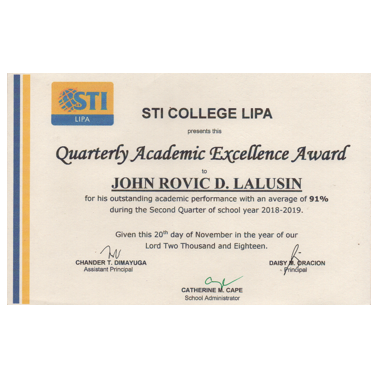 STI
LIPA
STI COLLEGE LIPA
presents this
Quarterly Academic Excellence Award
to
JOHN ROVIC D. LALUSIN
for his outstanding academic performance with an average of 91%
during the Second Quarter of school year 2018-2019.
Given this 20th day of November in the year of our
Lord Two Thousand and Eighteen.
CHANDER T. DIMAYUGA
Assistant Principal
DAISY M. ORACION
Principal
CATHERINE M. CAPE
School Administrator